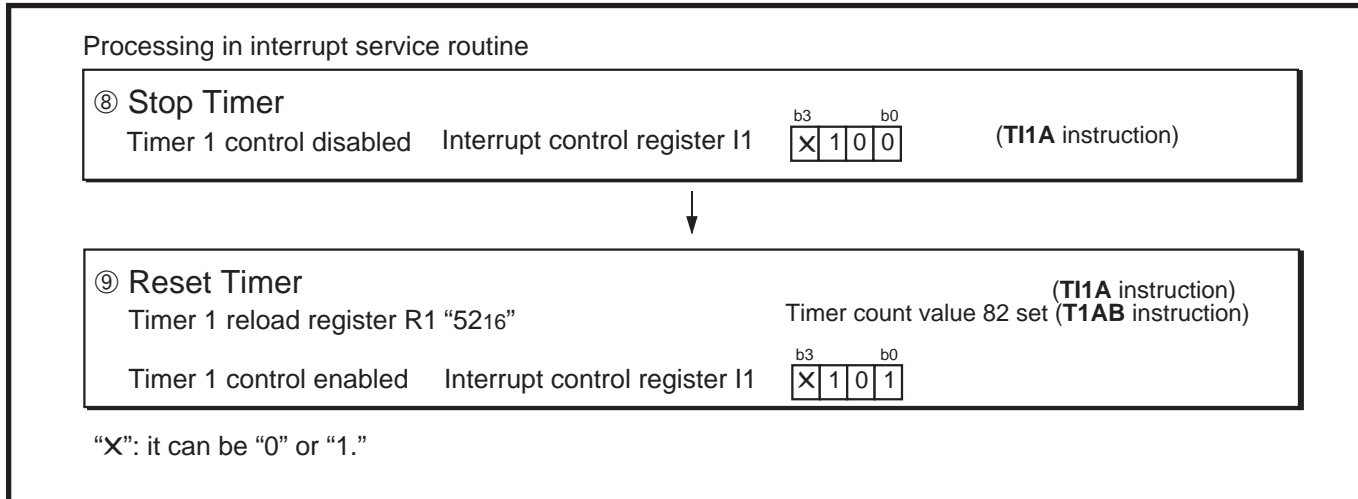 Processing in interrupt service routine
⑧ Stop Timer
b3 b0
Timer 1 control disabled Interrupt control register I1 X 1 0 0 (TI1A instruction)
⑨ Reset Timer
(TI1A instruction)
Timer 1 reload register R1 “5216” Timer count value 82 set (T1AB instruction)
b3 b0
Timer 1 control enabled Interrupt control register I1 X 1 0 1
“X”: it can be “0” or “1.”